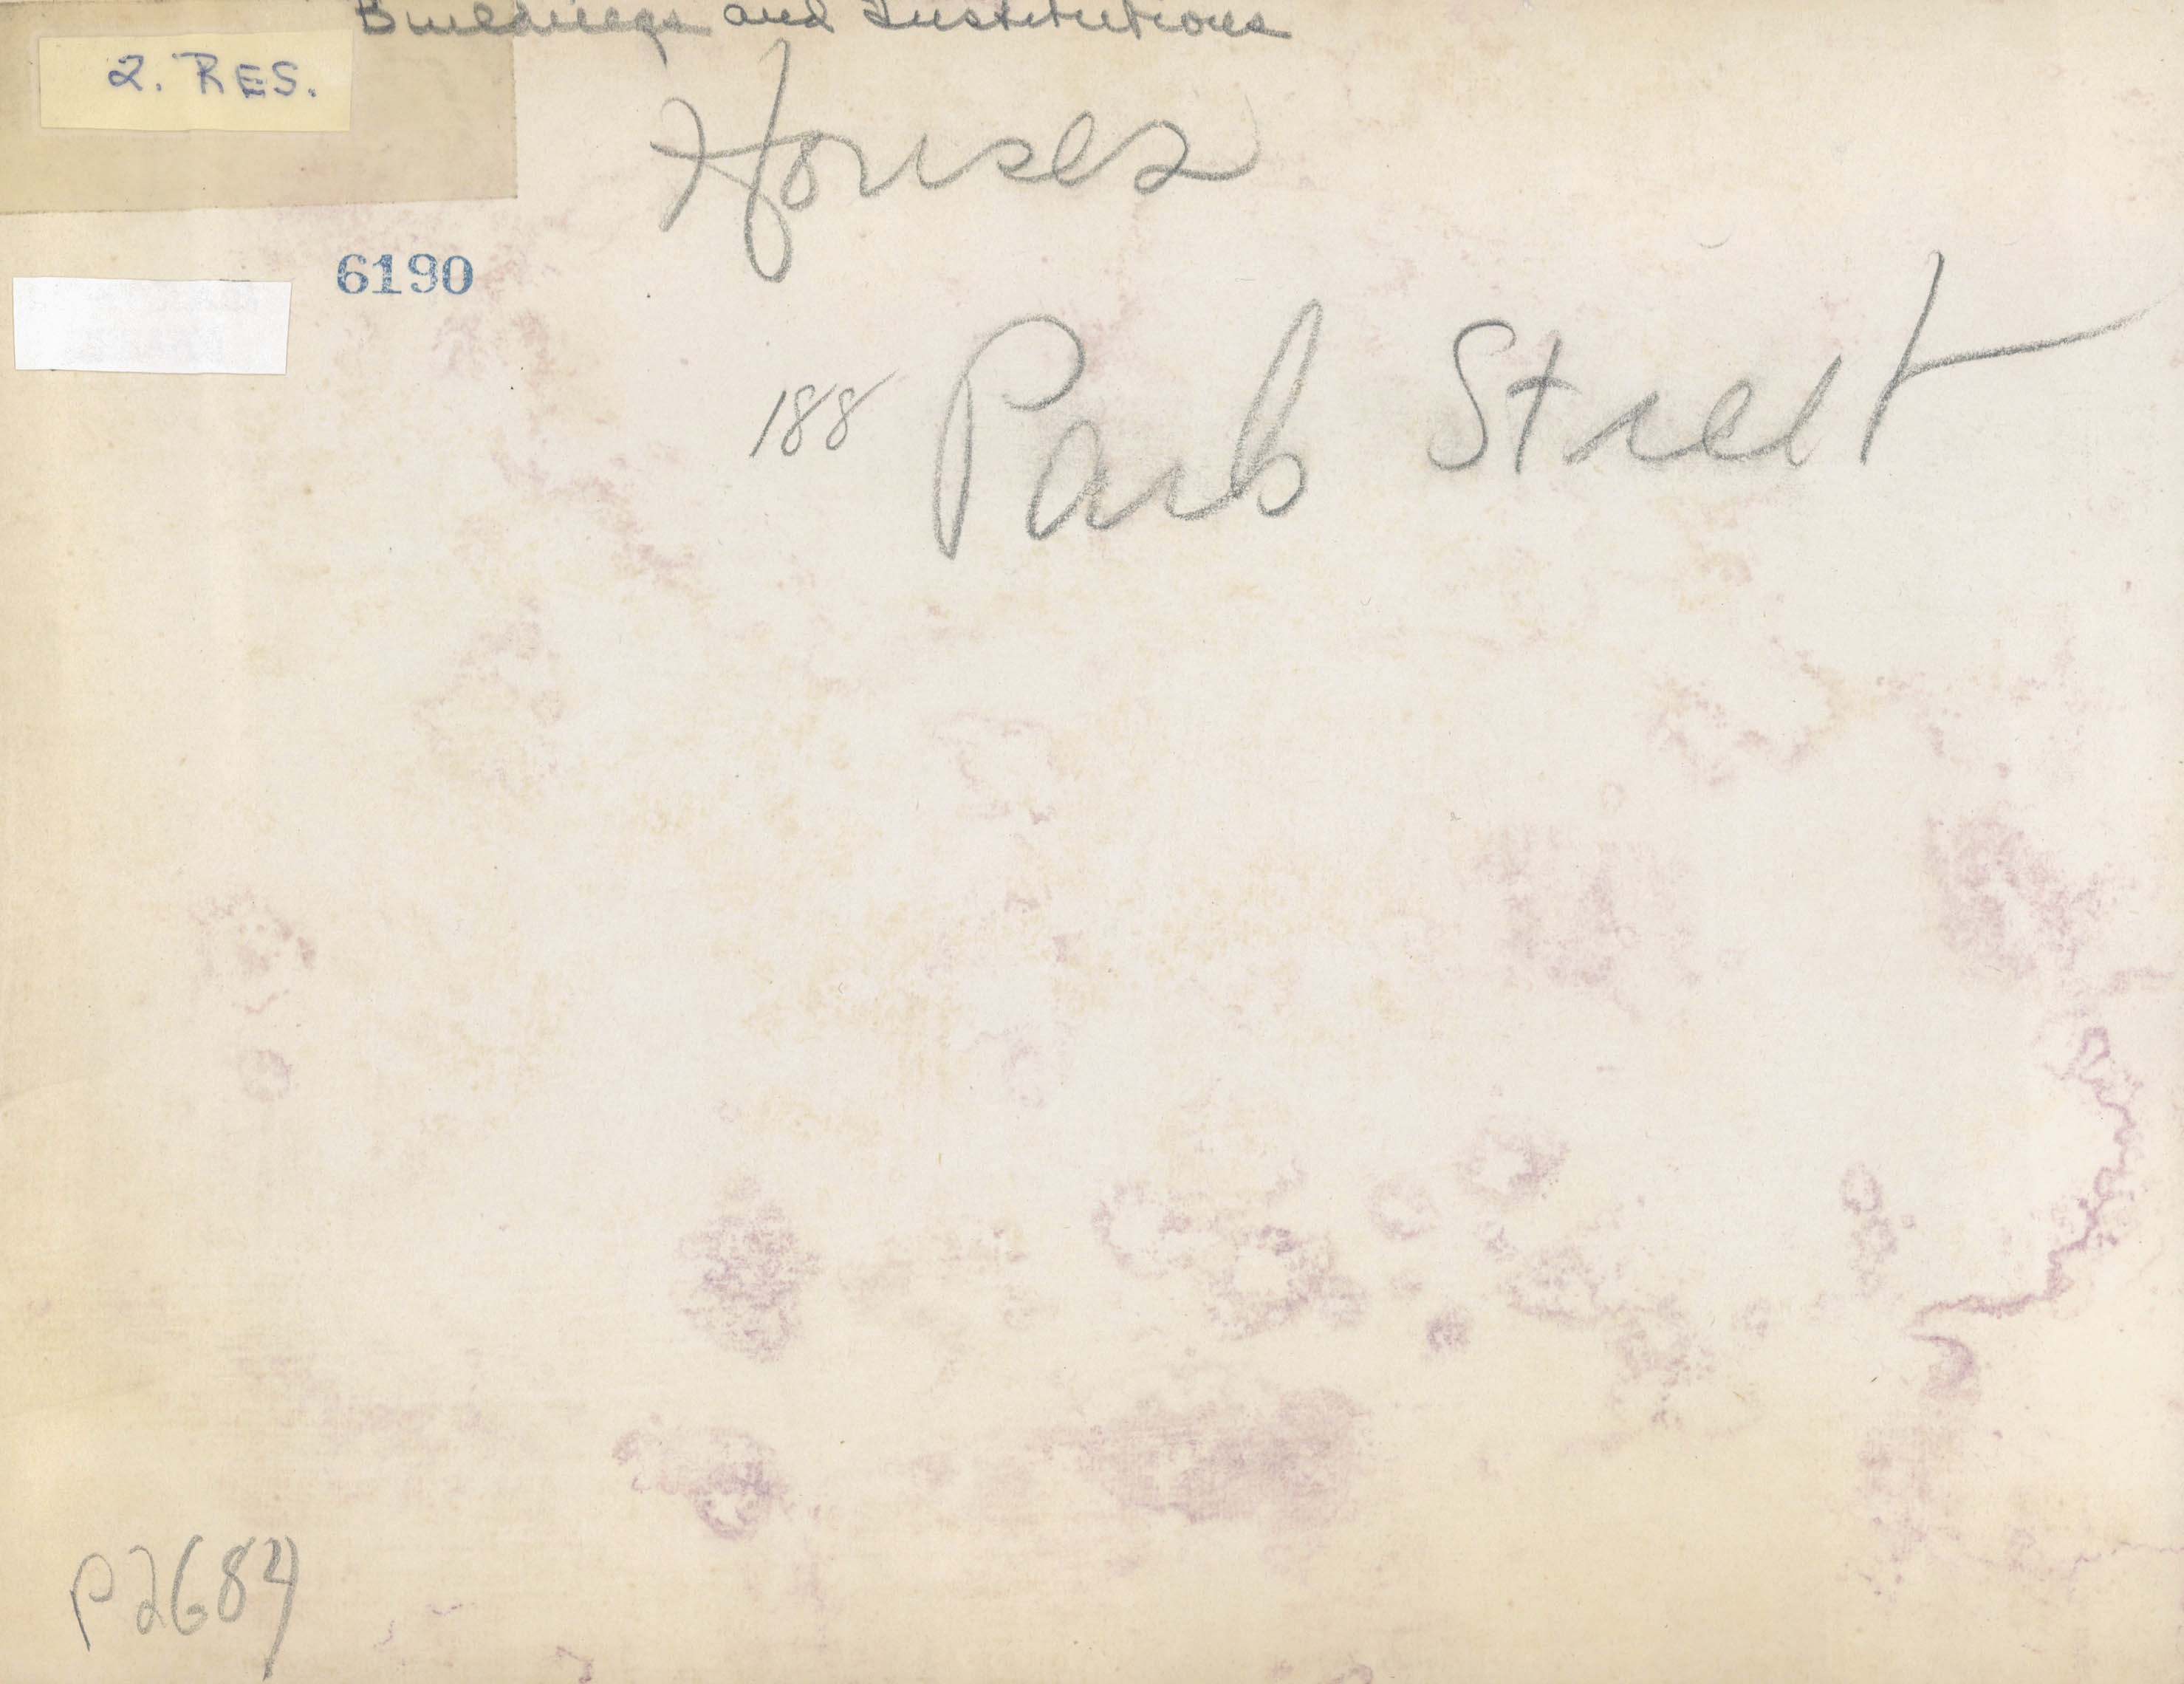 Buildings and Institutions
2. RES.
Houses
6190
188 Park Street
P2684